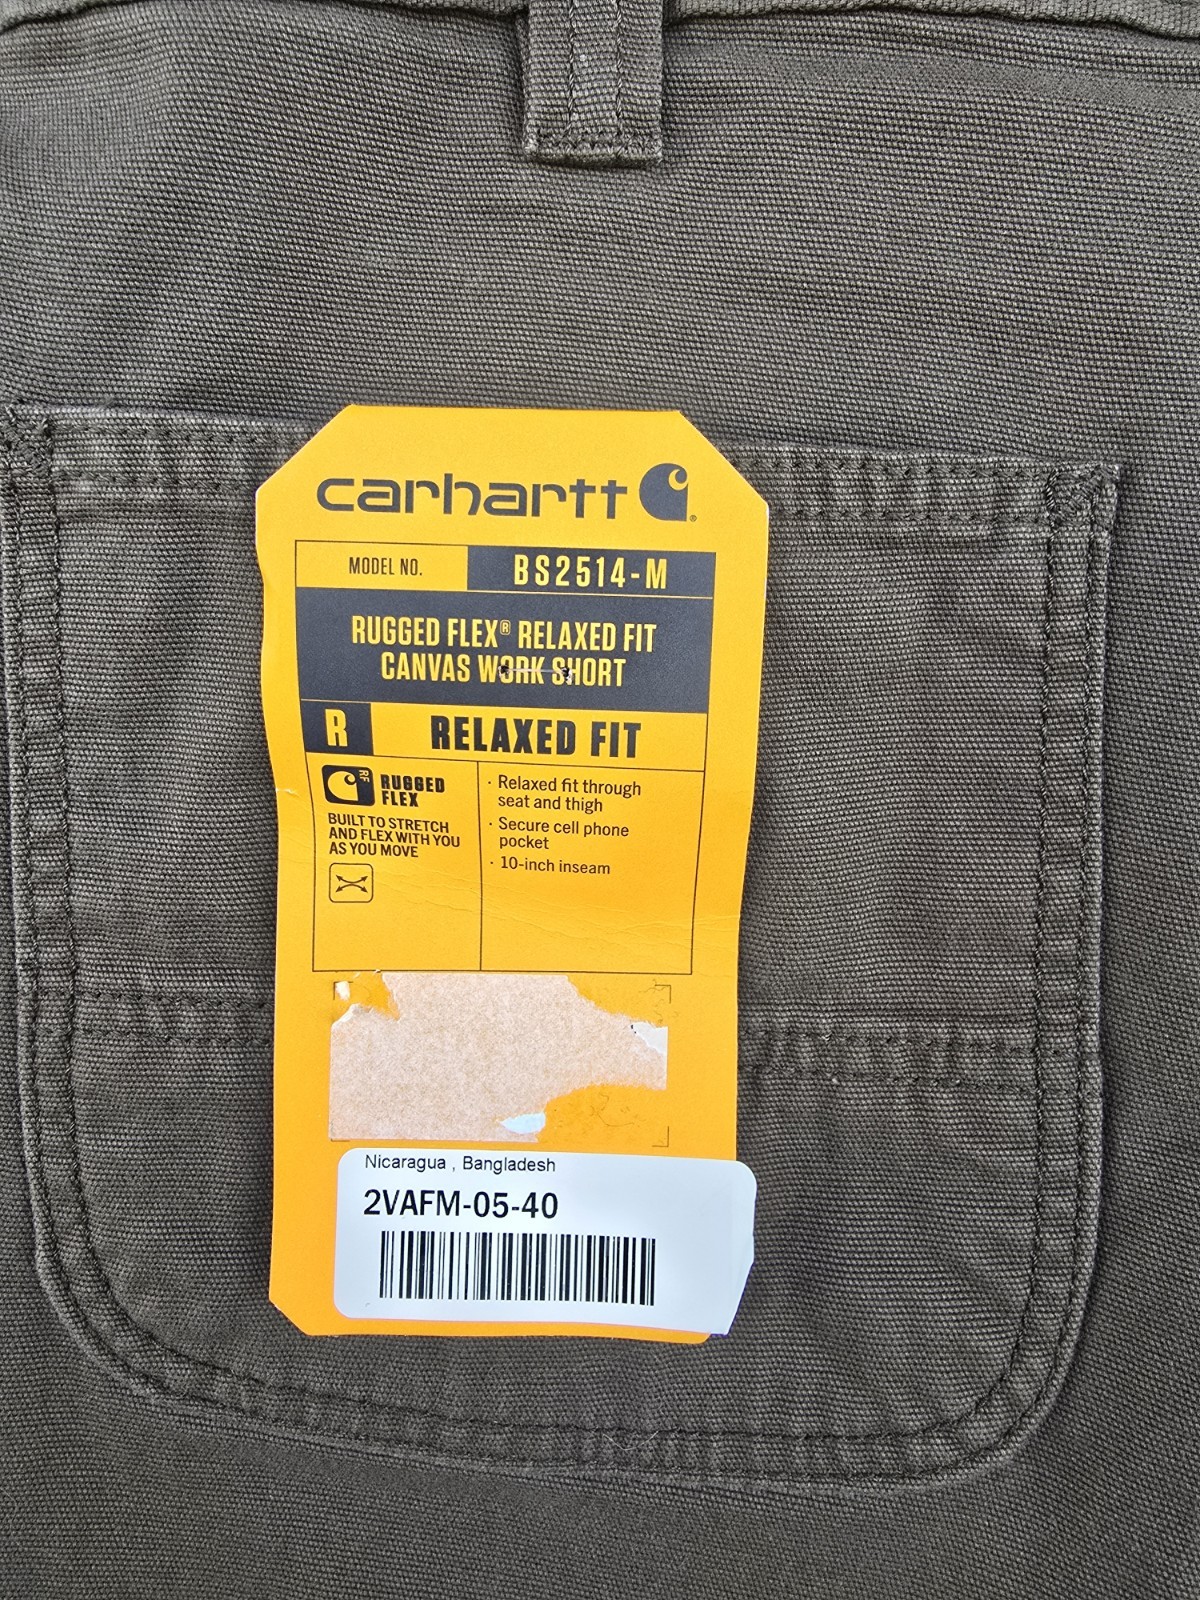 carhartt
MODEL NO. BS2514-M
RUGGED FLEX® RELAXED FIT
CANVAS WORK SHORT
R RELAXED FIT
RF
RUGGED
FLEX
BUILT TO STRETCH
AND FLEX WITH YOU
AS YOU MOVE
· Relaxed fit through
seat and thigh
· Secure cell phone
pocket
· 10-inch inseam
Nicaragua , Bangladesh
2VAFM-05-40